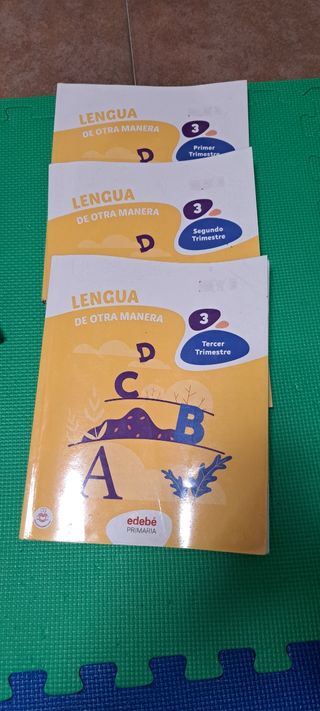 LENGUA
DE OTRA MANERA
3
Primer
Trimestre
D
LENGUA
DE OTRA MANERA
3
Segundo
Trimestre
D
LENGUA
DE OTRA MANERA
3
Tercer
Trimestre
D
C
B
A
edebé
PRIMARIA